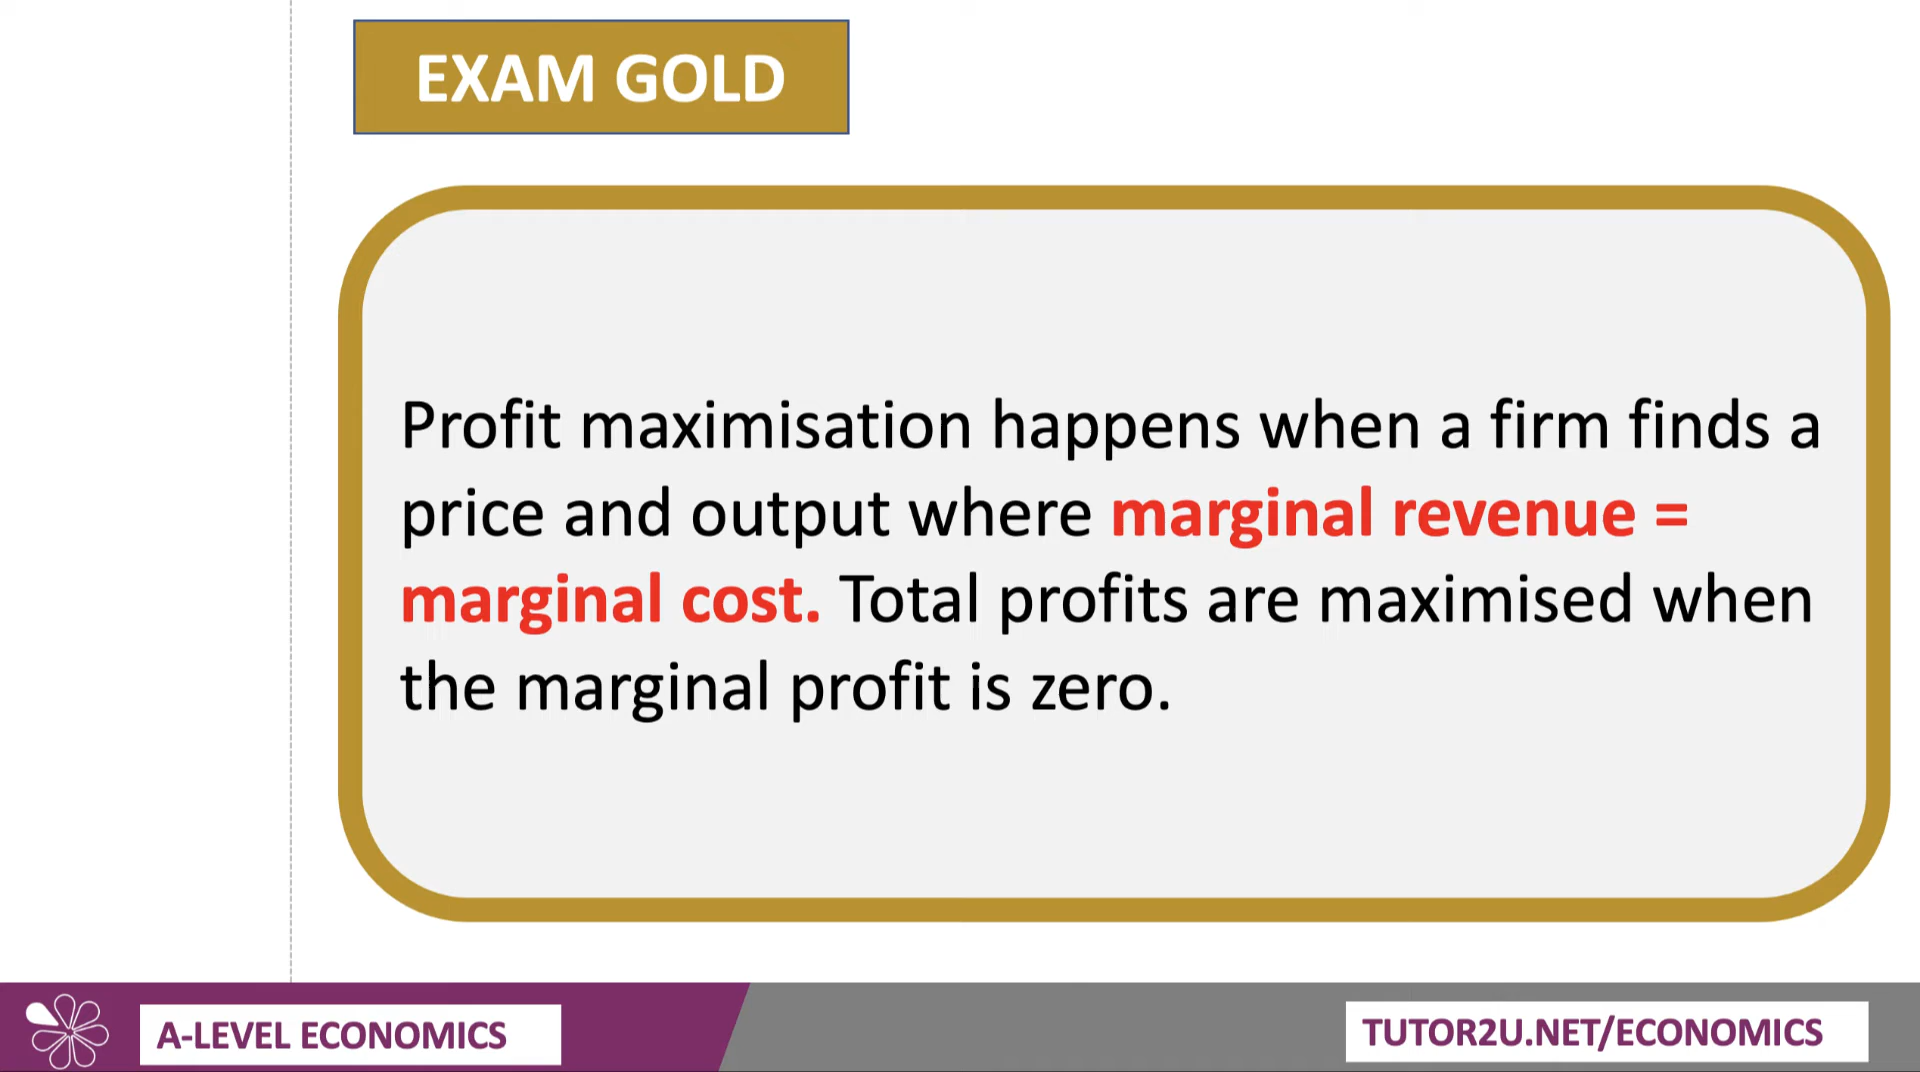 EXAM GOLD
Profit maximisation happens when a firm finds a
price and output where marginal revenue =
marginal cost. Total profits are maximised when
the marginal profit is zero.
A-LEVEL ECONOMICS
TUTOR2U.NET/ECONOMICS